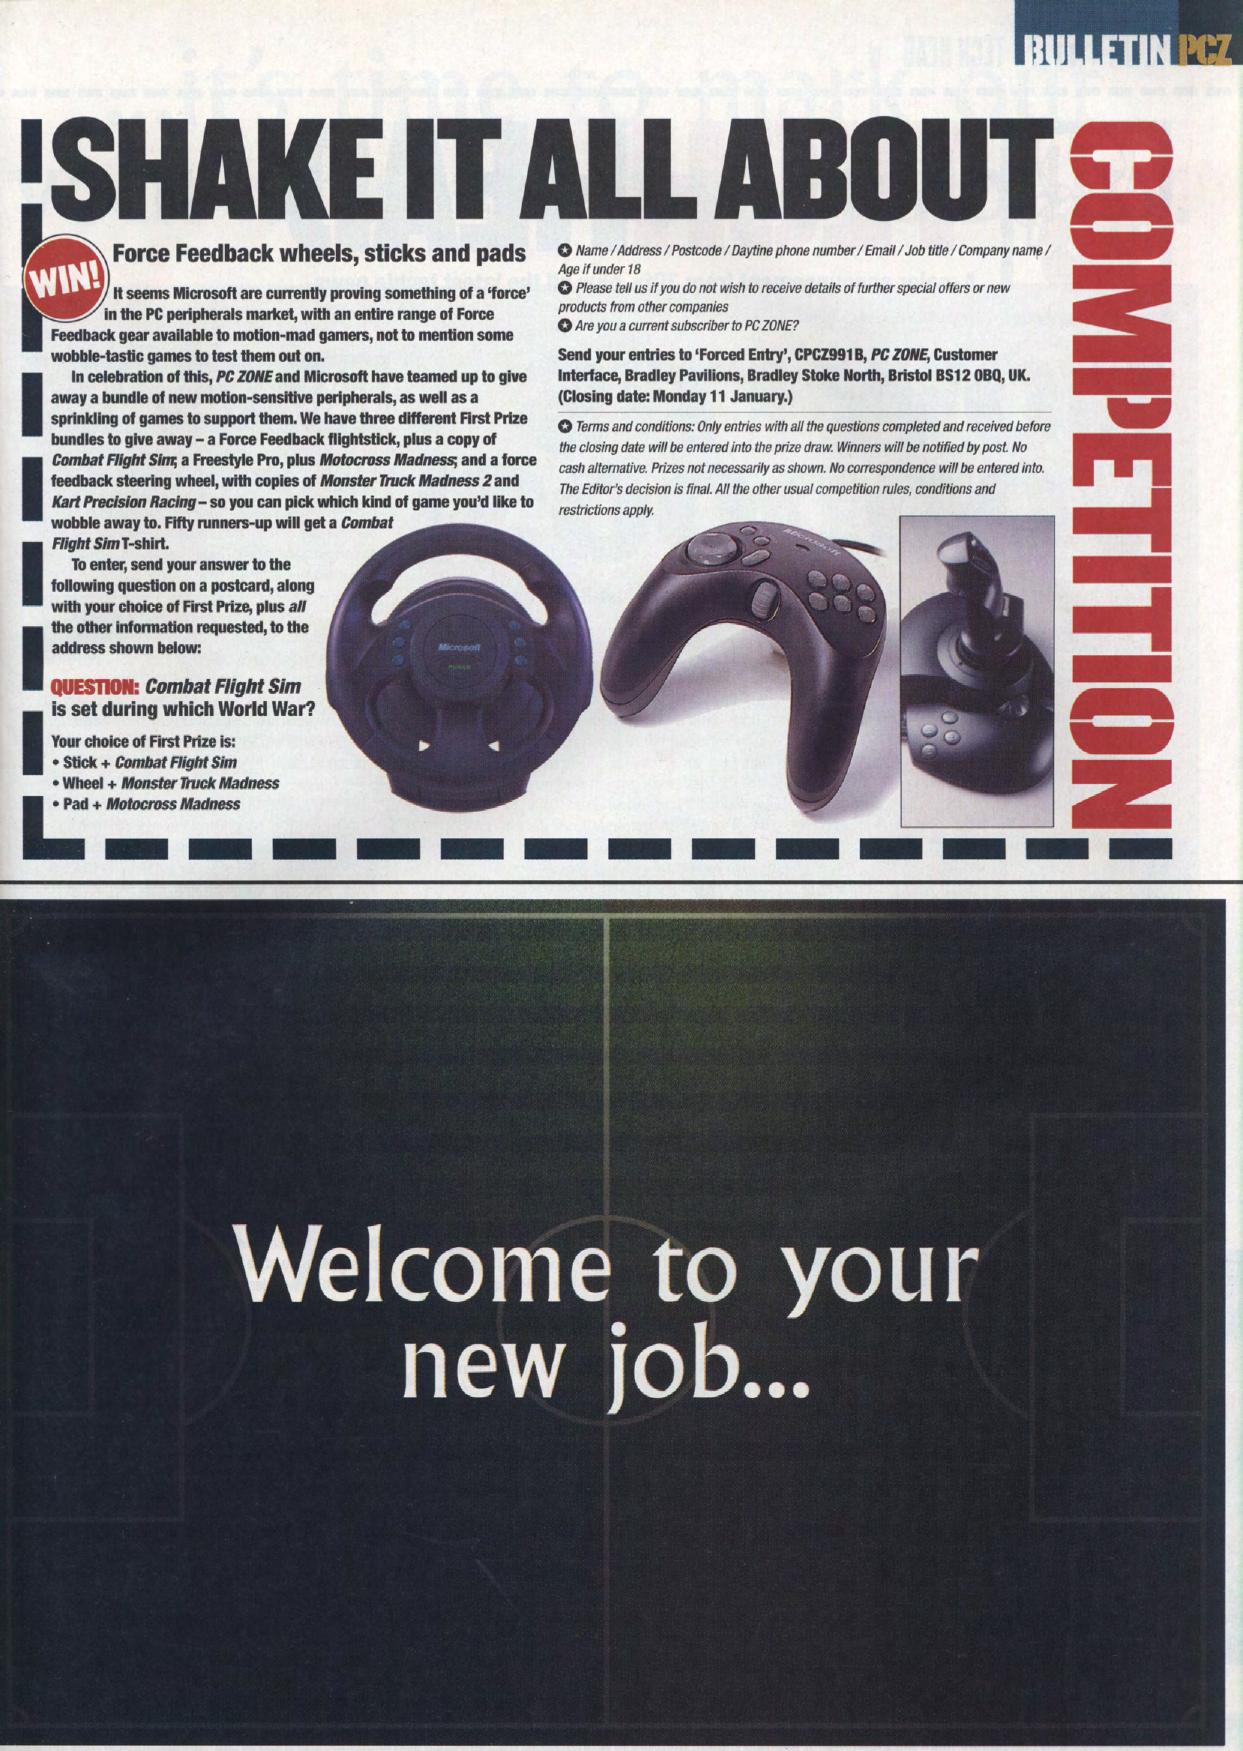 BULLETIN PCZ
SHAKE IT ALL ABOUT
COMPETITION
WIN!
Force Feedback wheels, sticks and pads
It seems Microsoft are currently proving something of a 'force'
in the PC peripherals market, with an entire range of Force
Feedback gear available to motion-mad gamers, not to mention some
wobble-tastic games to test them out on.
In celebration of this, PC ZONE and Microsoft have teamed up to give
away a bundle of new motion-sensitive peripherals, as well as a
sprinkling of games to support them. We have three different First Prize
bundles to give away – a Force Feedback flightstick, plus a copy of
Combat Flight Sim; a Freestyle Pro, plus Motocross Madness; and a force
feedback steering wheel, with copies of Monster Truck Madness 2 and
Kart Precision Racing – so you can pick which kind of game you'd like to
wobble away to. Fifty runners-up will get a Combat
Flight Sim T-shirt.
To enter, send your answer to the
following question on a postcard, along
with your choice of First Prize, plus all
the other information requested, to the
address shown below:
QUESTION: Combat Flight Sim
is set during which World War?
Your choice of First Prize is:
• Stick + Combat Flight Sim
• Wheel + Monster Truck Madness
• Pad + Motocross Madness
Name / Address / Postcode / Daytine phone number / Email / Job title / Company name /
Age if under 18
Please tell us if you do not wish to receive details of further special offers or new
products from other companies
Are you a current subscriber to PC ZONE?
Send your entries to 'Forced Entry', CPCZ991B, PC ZONE, Customer
Interface, Bradley Pavilions, Bradley Stoke North, Bristol BS12 0BQ, UK.
(Closing date: Monday 11 January.)
Terms and conditions: Only entries with all the questions completed and received before
the closing date will be entered into the prize draw. Winners will be notified by post. No
cash alternative. Prizes not necessarily as shown. No correspondence will be entered into.
The Editor's decision is final. All the other usual competition rules, conditions and
restrictions apply.
Microsoft
Microsoft
Welcome to your
new job...